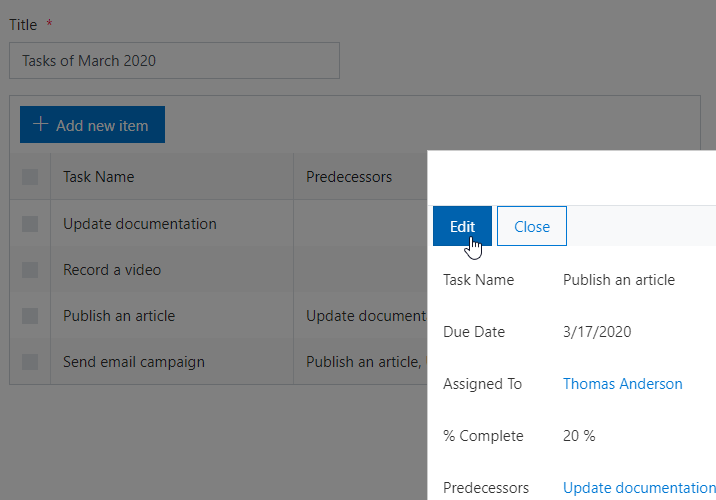 Title *
Tasks of March 2020
Add new item
Task Name Predecessors
Update documentation
Record a video
Publish an article Update document
Send email campaign Publish an article,
Edit Close
Task Name Publish an article
Due Date 3/17/2020
Assigned To Thomas Anderson
% Complete 20 %
Predecessors Update documentation